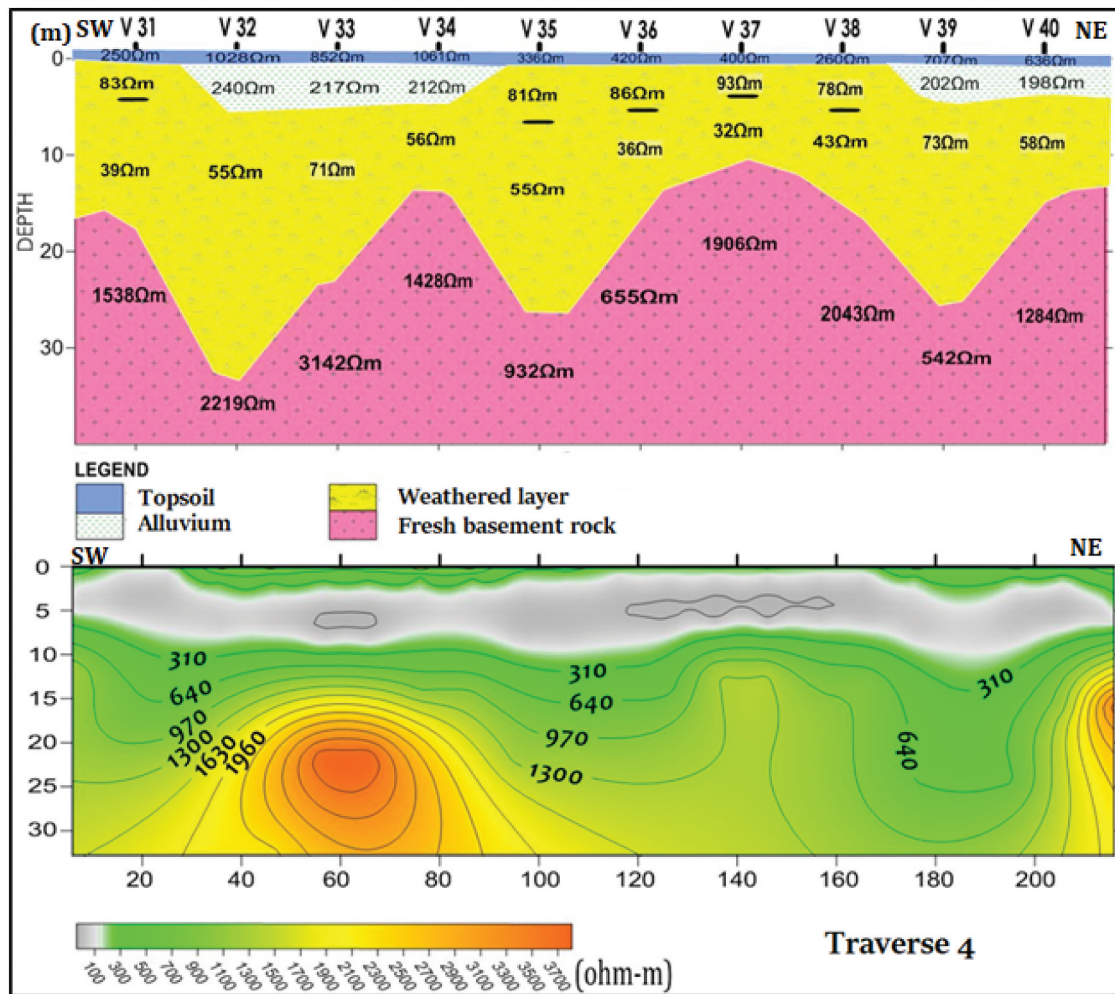 SW V 31 V 32 V 33 V 34 V 35 V 36 V 37 V 38 V 39 V 40 NE
(m)
0 250Ωm 1028Ωm 852Ωm 1061Ωm 336Ωm 420Ωm 400Ωm 260Ωm 707Ωm 636Ωm
83Ωm 240Ωm 217Ωm 212Ωm 81Ωm 86Ωm 93Ωm 78Ωm 202Ωm 198Ωm
10 39Ωm 55Ωm 71Ωm 56Ωm 55Ωm 36Ωm 32Ωm 43Ωm 73Ωm 58Ωm
DEPTH
20 1538Ωm 1428Ωm 655Ωm 1906Ωm 2043Ωm 1284Ωm
30 2219Ωm 3142Ωm 932Ωm 542Ωm
LEGEND
Topsoil Weathered layer
Alluvium Fresh basement rock
SW NE
0
5
10 310 310 310
15 640 640
970 970 640
20 1300 1630 1960 1300
25
30
20 40 60 80 100 120 140 160 180 200
100 300 500 700 900 1100 1300 1500 1700 1900 2100 2300 2500 2700 2900 3100 3300 3500 3700 (ohm-m)
Traverse 4